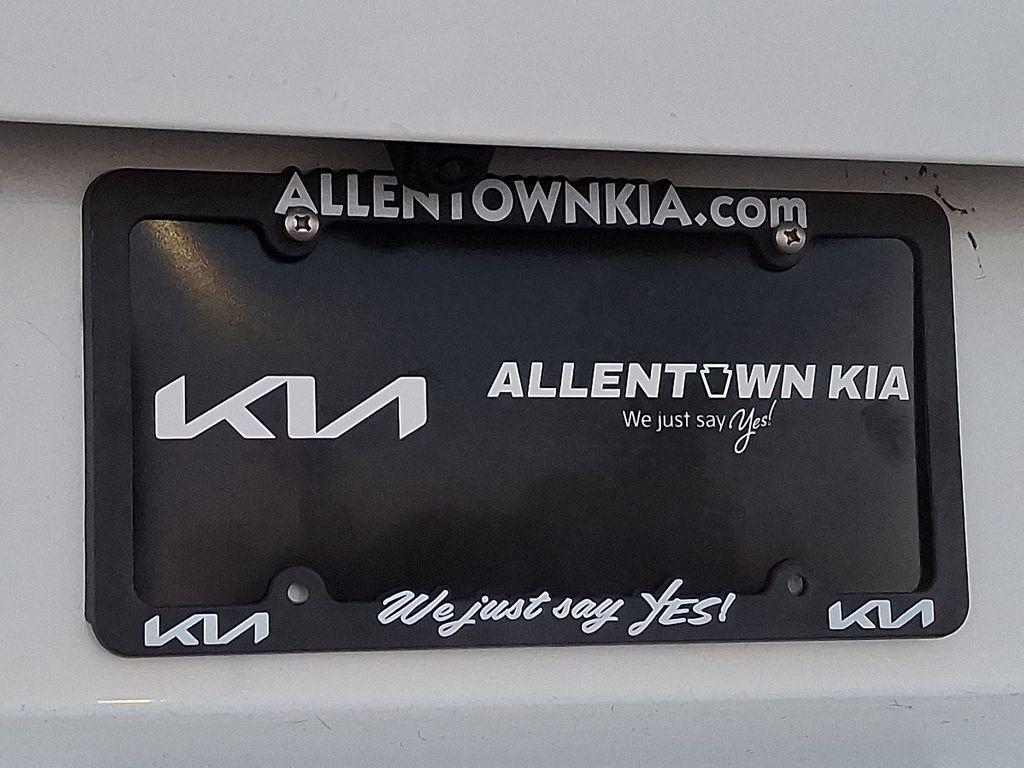 ALLENTOWNKIA.com
KIA
ALLENTOWN KIA
We just say Yes!
We just say YES!
KIA
KIA